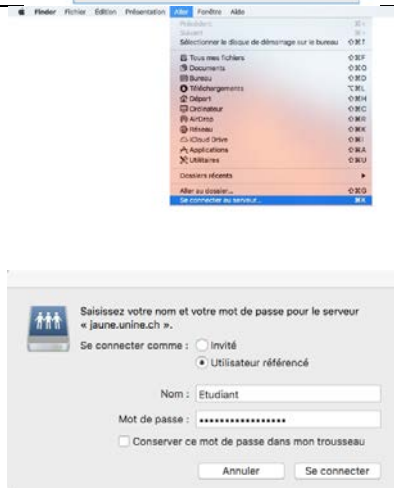 Finder Fichier Édition Présentation Aller Fenêtre Aide
Précédent
Suivant
Sélectionner le disque de démarrage sur le bureau ⇧⌘↑
Tous mes fichiers ⇧⌘F
Documents ⇧⌘O
Bureau ⇧⌘D
Téléchargements ⌥⌘L
Départ ⇧⌘H
Ordinateur ⇧⌘C
AirDrop ⇧⌘R
Réseau ⇧⌘K
iCloud Drive ⇧⌘I
Applications ⇧⌘A
Utilitaires ⇧⌘U
Dossiers récents
Aller au dossier... ⇧⌘G
Se connecter au serveur... ⌘K
Saisissez votre nom et votre mot de passe pour le serveur
« jaune.unine.ch ».
Se connecter comme : Invité
Utilisateur référencé
Nom : Etudiant
Mot de passe : •••••••••••••••••
Conserver ce mot de passe dans mon trousseau
Annuler Se connecter